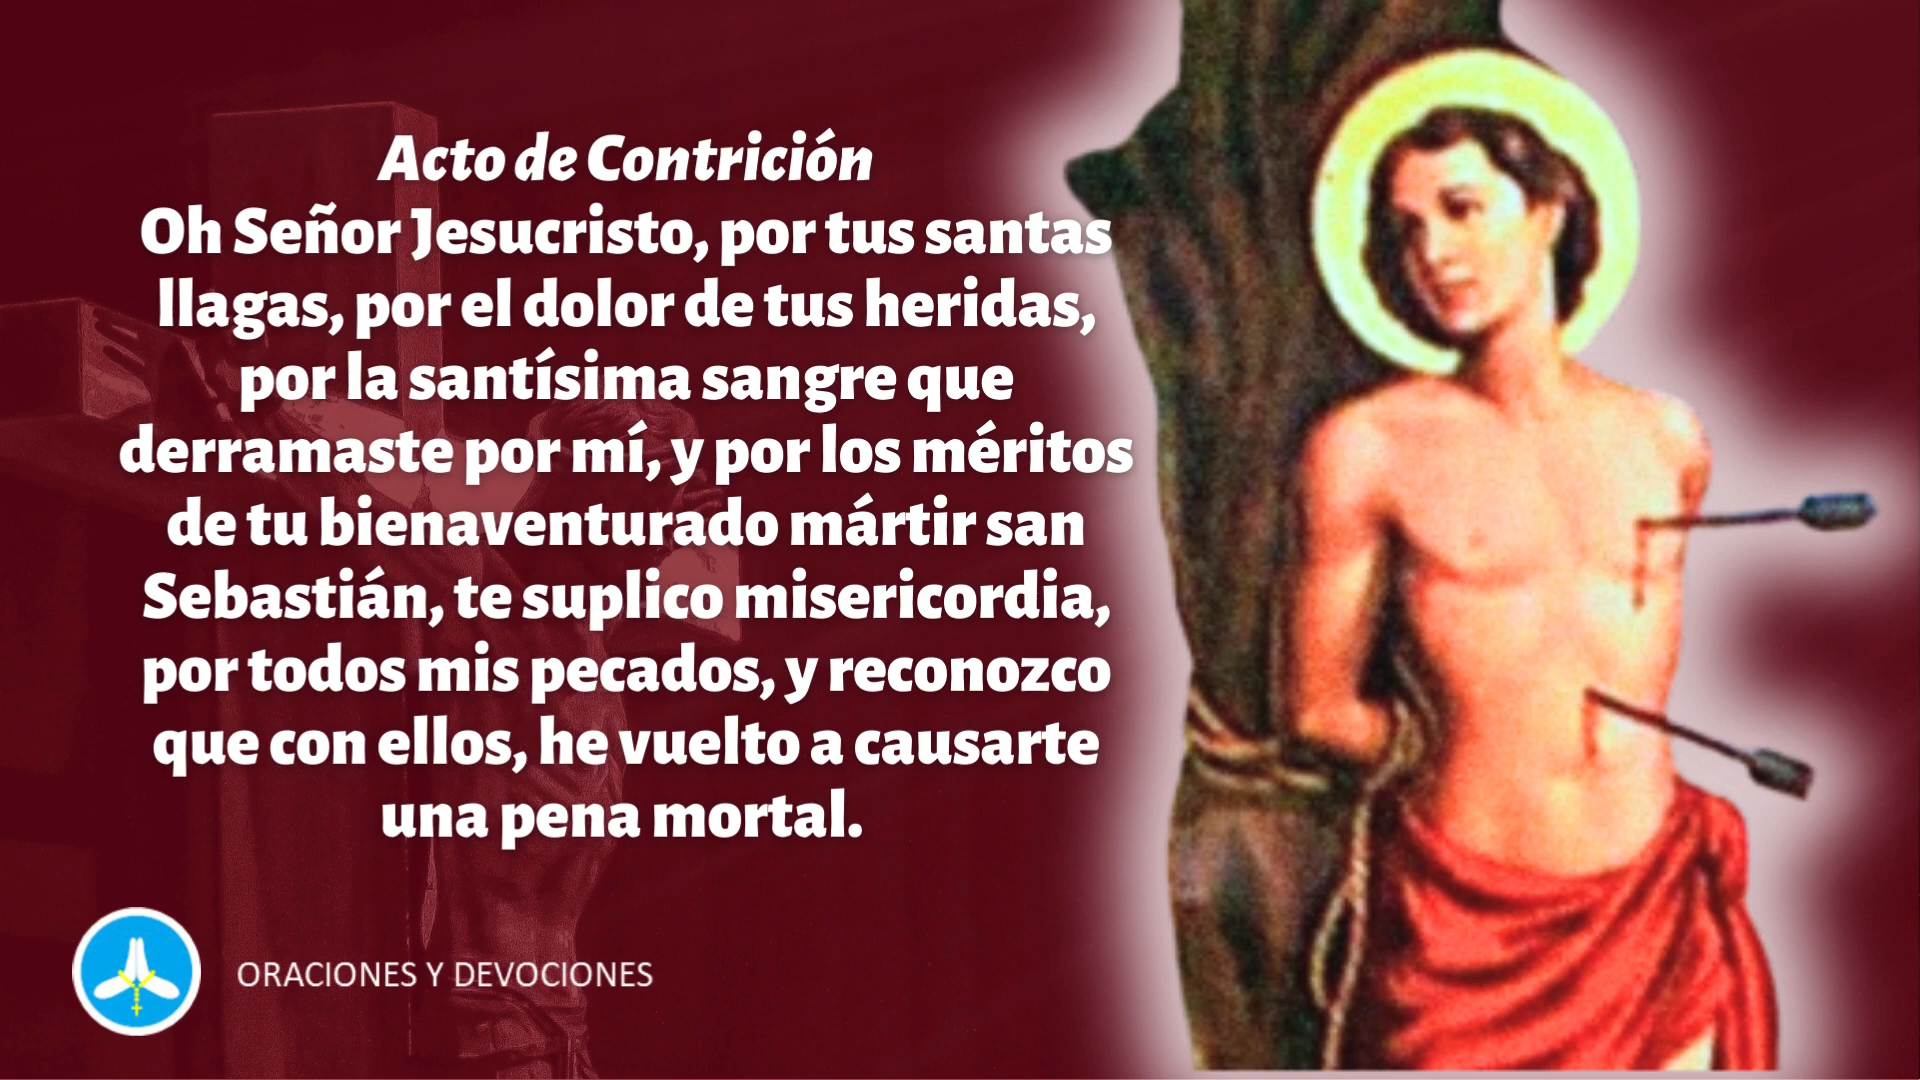 Acto de Contrición
Oh Señor Jesucristo, por tus santas
llagas, por el dolor de tus heridas,
por la santísima sangre que
derramaste por mí, y por los méritos
de tu bienaventurado mártir san
Sebastián, te suplico misericordia,
por todos mis pecados, y reconozco
que con ellos, he vuelto a causarte
una pena mortal.
ORACIONES Y DEVOCIONES